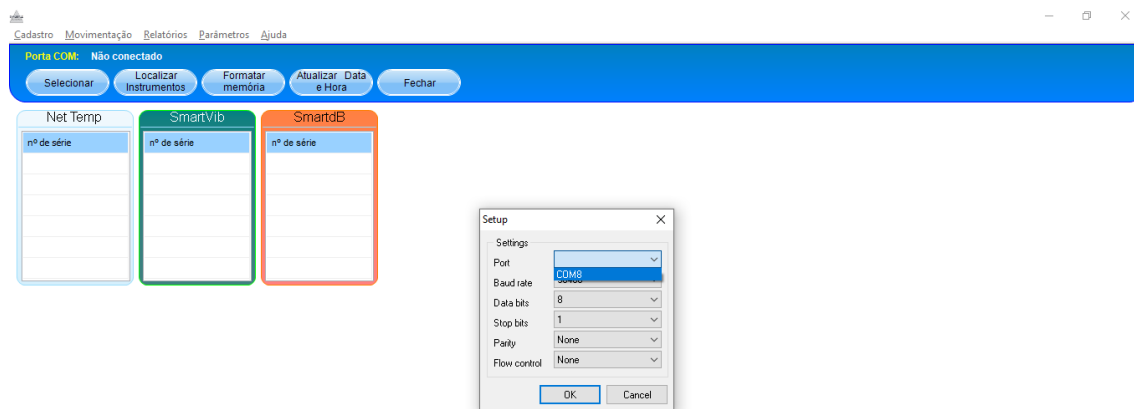 Cadastro Movimentação Relatórios Parâmetros Ajuda
Porta COM: Não conectado
Selecionar
Localizar
Instrumentos
Formatar
memória
Atualizar Data
e Hora
Fechar
Net Temp
nº de série
SmartVib
nº de série
SmartdB
nº de série
Setup
Settings
Port
COM8
Baud rate
Data bits 8
Stop bits 1
Parity None
Flow control None
OK Cancel